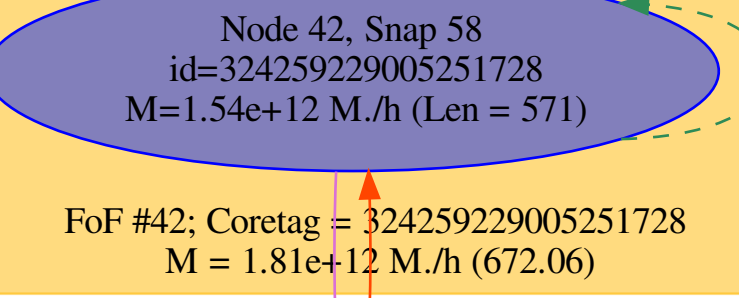 Node 42, Snap 58
id=324259229005251728
M=1.54e+12 M./h (Len = 571)
FoF #42; Coretag = 324259229005251728
M = 1.81e+12 M./h (672.06)